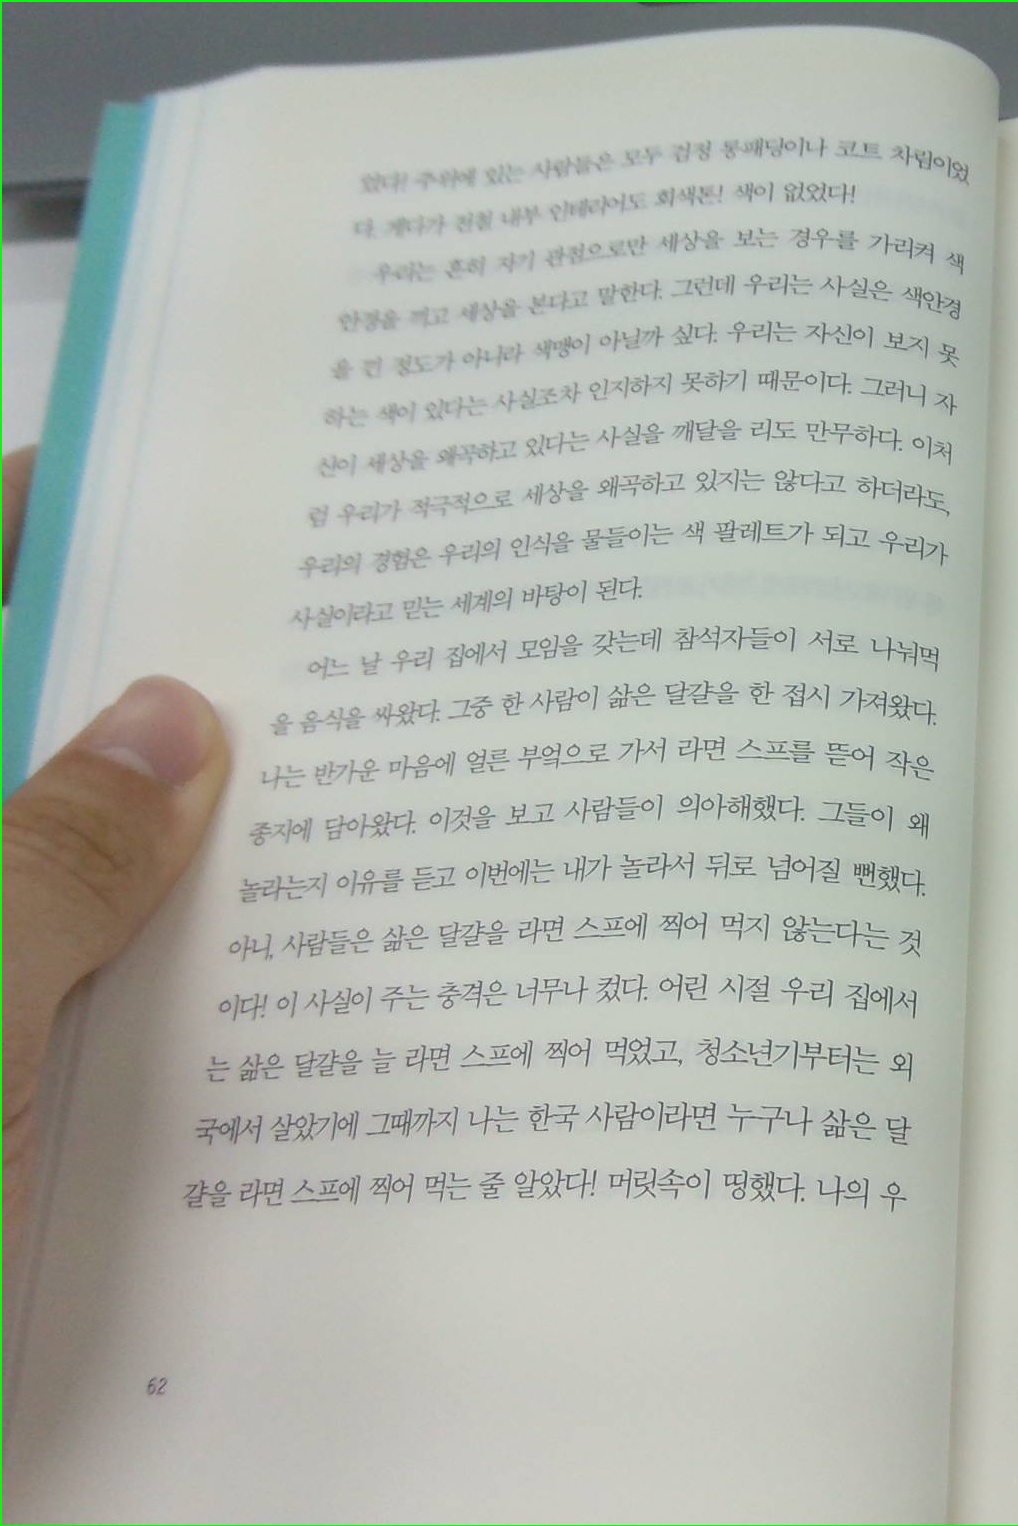 었다! 주위에 있는 사람들은 모두 검정 롱패딩이나 코트 차림이었
다. 게다가 전철 내부 인테리어도 회색톤! 색이 없었다!
우리는 흔히 자기 관점으로만 세상을 보는 경우를 가리켜 색
안경을 끼고 세상을 본다고 말한다. 그런데 우리는 사실은 색안경
을 낀 정도가 아니라 색맹이 아닐까 싶다. 우리는 자신이 보지 못
하는 색이 있다는 사실조차 인지하지 못하기 때문이다. 그러니 자
신이 세상을 왜곡하고 있다는 사실을 깨달을 리도 만무하다. 이처
럼 우리가 적극적으로 세상을 왜곡하고 있지는 않다고 하더라도,
우리의 경험은 우리의 인식을 물들이는 색 팔레트가 되고 우리가
사실이라고 믿는 세계의 바탕이 된다.
어느 날 우리 집에서 모임을 갖는데 참석자들이 서로 나눠먹
을 음식을 싸왔다. 그중 한 사람이 삶은 달걀을 한 접시 가져왔다.
나는 반가운 마음에 얼른 부엌으로 가서 라면 스프를 뜯어 작은
종지에 담아왔다. 이것을 보고 사람들이 의아해했다. 그들이 왜
놀라는지 이유를 듣고 이번에는 내가 놀라서 뒤로 넘어질 뻔했다.
아니, 사람들은 삶은 달걀을 라면 스프에 찍어 먹지 않는다는 것
이다! 이 사실이 주는 충격은 너무나 컸다. 어린 시절 우리 집에서
는 삶은 달걀을 늘 라면 스프에 찍어 먹었고, 청소년기부터는 외
국에서 살았기에 그때까지 나는 한국 사람이라면 누구나 삶은 달
걀을 라면 스프에 찍어 먹는 줄 알았다! 머릿속이 띵했다. 나의 우
62